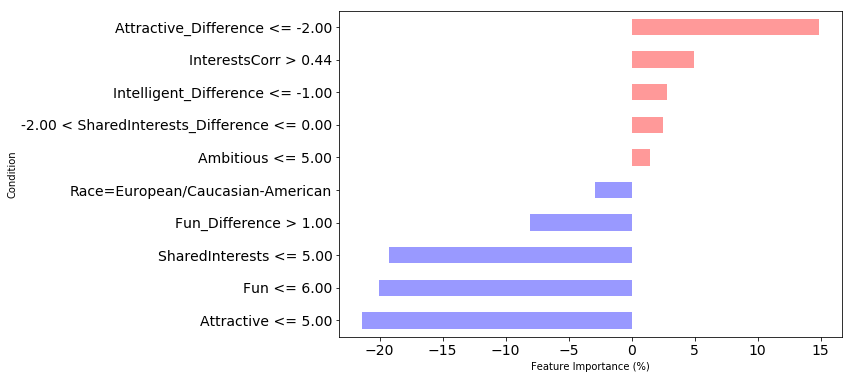 Attractive_Difference <= -2.00
InterestsCorr > 0.44
Intelligent_Difference <= -1.00
-2.00 < SharedInterests_Difference <= 0.00
Ambitious <= 5.00
Race=European/Caucasian-American
Fun_Difference > 1.00
SharedInterests <= 5.00
Fun <= 6.00
Attractive <= 5.00
Condition
−20 −15 −10 −5 0 5 10 15
Feature Importance (%)